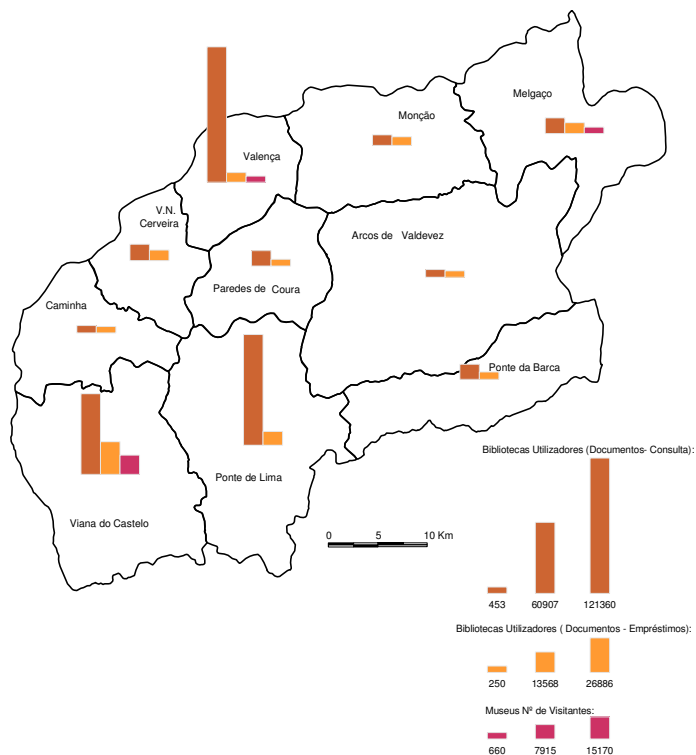 Melgaço
Monção
Valença
V.N.
Cerveira
Arcos de Valdevez
Paredes de Coura
Caminha
Ponte da Barca
Ponte de Lima
Viana do Castelo
0 5 10 Km
Bibliotecas Utilizadores (Documentos- Consulta):
453 60907 121360
Bibliotecas Utilizadores ( Documentos - Empréstimos):
250 13568 26886
Museus Nº de Visitantes:
660 7915 15170